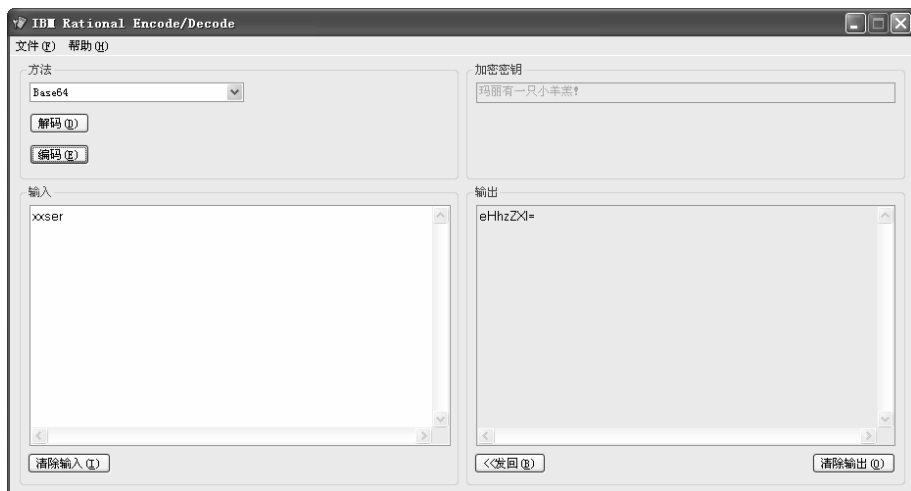 IBM Rational Encode/Decode
文件(F) 帮助(H)
方法
Base64
解码(D)
编码(E)
加密密钥
玛丽有一只小羊羔!
输入
xxser
清除输入(I)
输出
eHhzZXI=
<<发回(B)
清除输出(O)